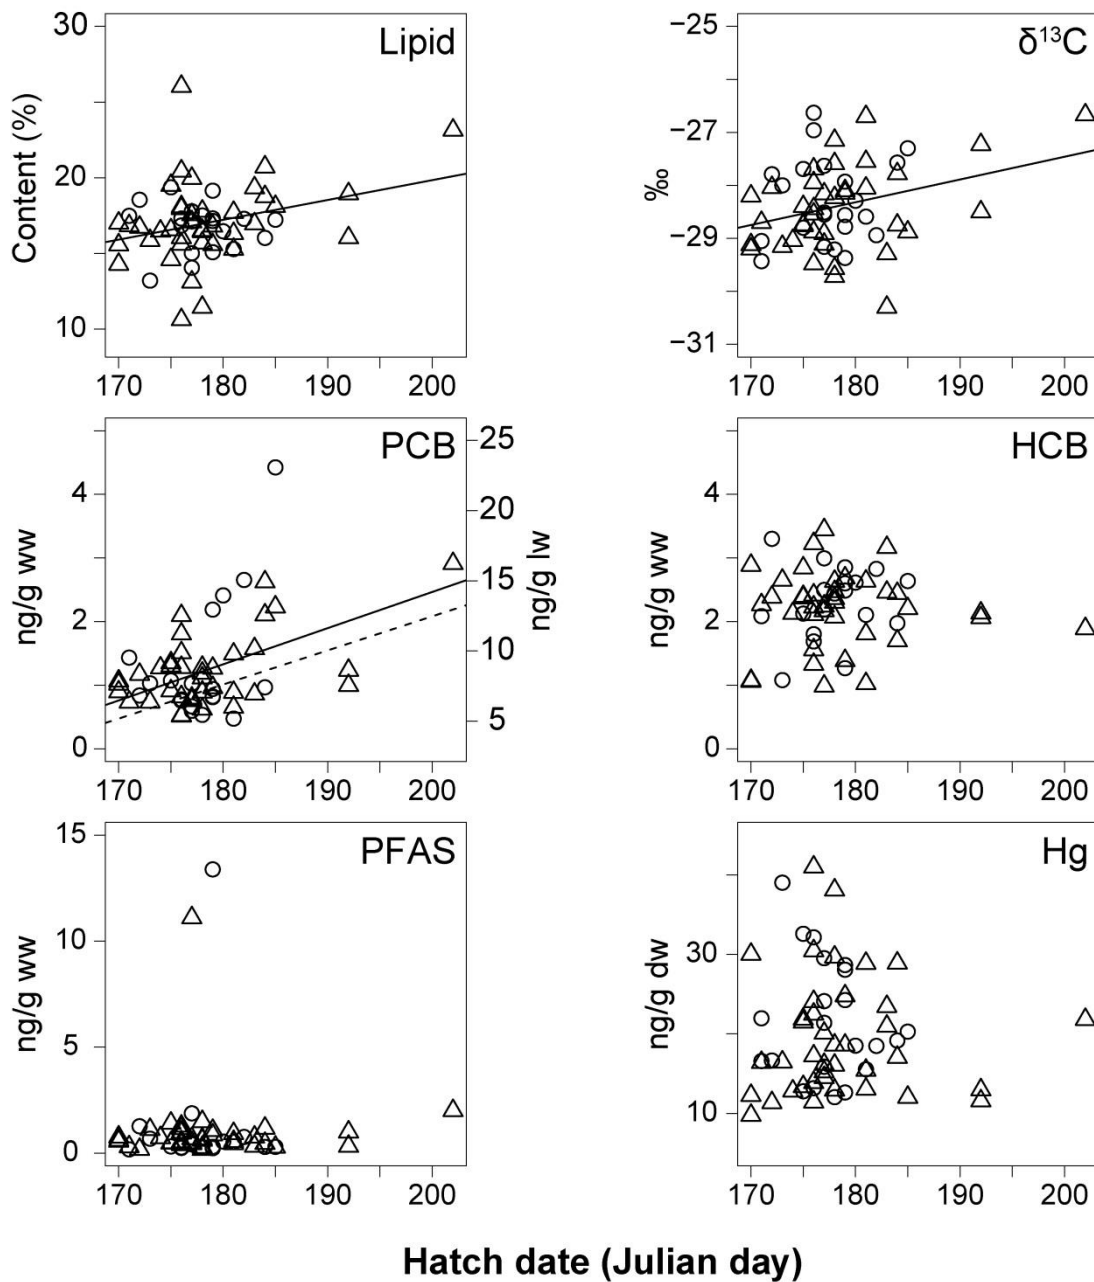 Lipid
Content (%)
30
20
10
170 180 190 200
δ¹³C
‰
−25
−27
−29
−31
170 180 190 200
PCB
ng/g ww
4
2
0
ng/g lw
25
20
15
10
5
170 180 190 200
HCB
ng/g ww
4
2
0
170 180 190 200
PFAS
ng/g ww
15
10
5
0
170 180 190 200
Hg
ng/g dw
30
10
170 180 190 200
Hatch date (Julian day)